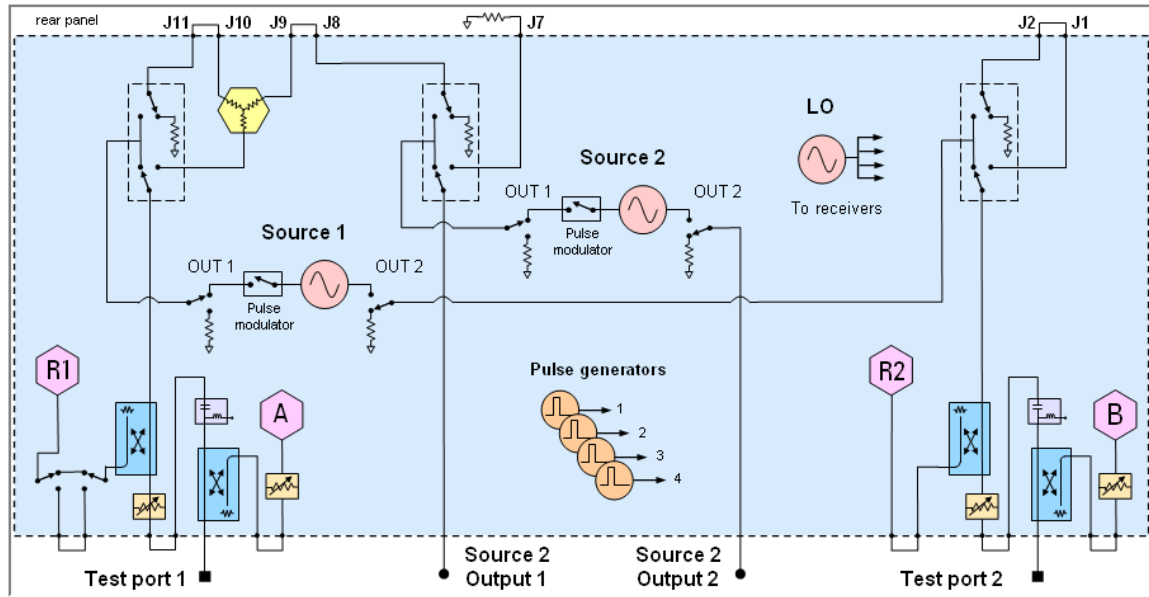 rear panel
J11 J10 J9 J8 J7 J2 J1
LO
To receivers
Source 2
OUT 1
OUT 2
Pulse
modulator
Source 1
OUT 1
OUT 2
Pulse
modulator
R1
A
Pulse generators
1
2
3
4
R2
B
Test port 1
Source 2
Output 1
Source 2
Output 2
Test port 2